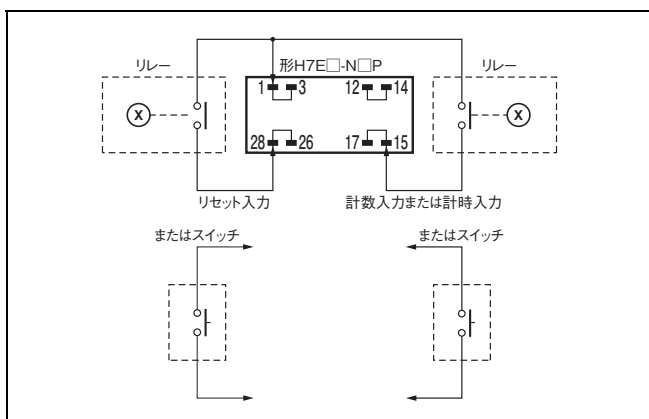 リレー
形H7E□-N□P
リレー
1 3 12 14
X
X
28 26 17 15
リセット入力
計数入力または計時入力
またはスイッチ
またはスイッチ